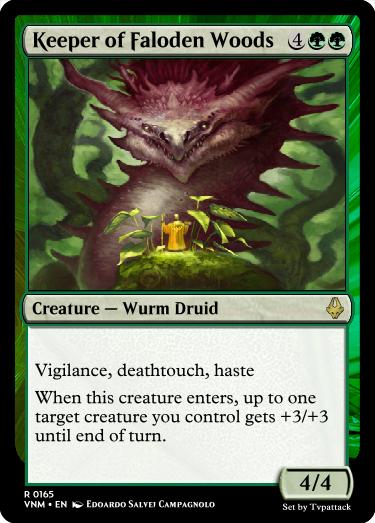 Keeper of Faloden Woods 4
Creature — Wurm Druid
Vigilance, deathtouch, haste
When this creature enters, up to one
target creature you control gets +3/+3
until end of turn.
4/4
R 0165
VNM • EN Edoardo Salvej Campagnolo
Set by Tvpattack